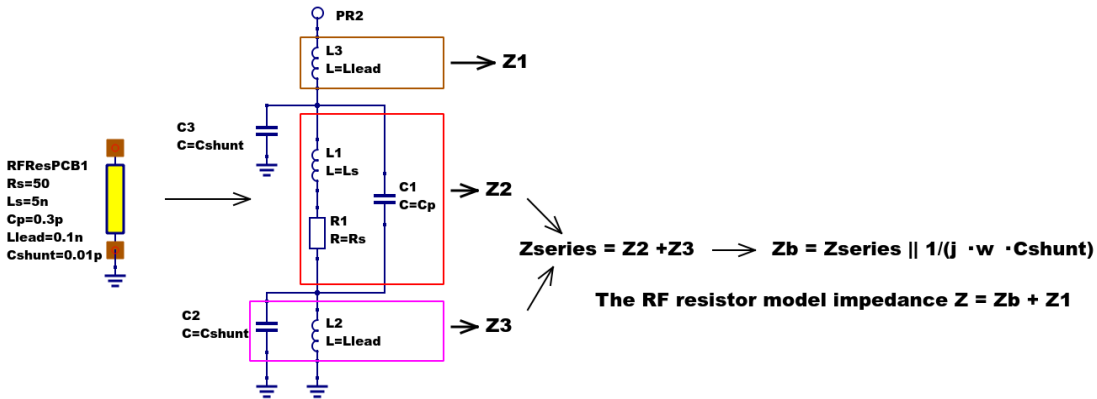 PR2
L3
L=Llead
Z1
C3
C=Cshunt
RFResPCB1
Rs=50
Ls=5n
Cp=0.3p
Llead=0.1n
Cshunt=0.01p
L1
L=Ls
C1
C=Cp
Z2
R1
R=Rs
Zseries = Z2 +Z3
Zb = Zseries || 1/(j ·w ·Cshunt)
The RF resistor model impedance Z = Zb + Z1
C2
C=Cshunt
L2
L=Llead
Z3